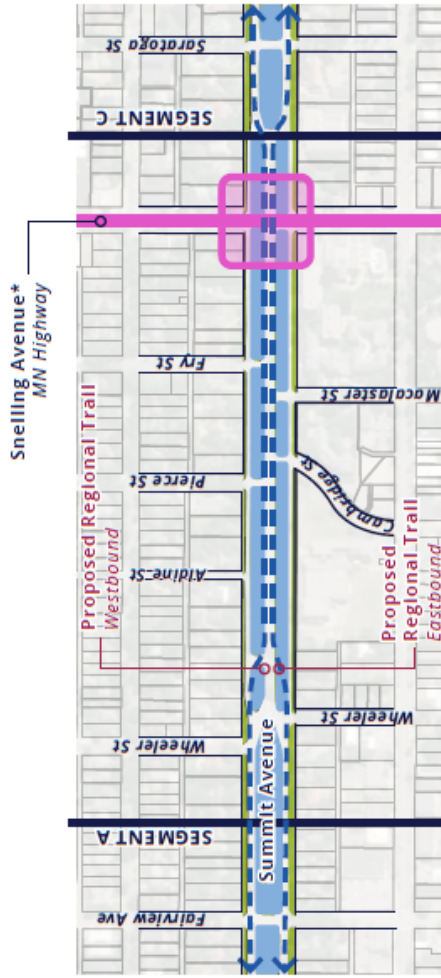 Snelling Avenue*
MN Highway
Proposed Regional Trail
Westbound
Proposed
Regional Trail
Eastbound
Summit Avenue
SEGMENT A
SEGMENT C
Fairview Ave
Wheeler St
Aldine St
Pierce St
Fry St
Saratoga St
Wheeler St
Cambridge St
Macalaster St